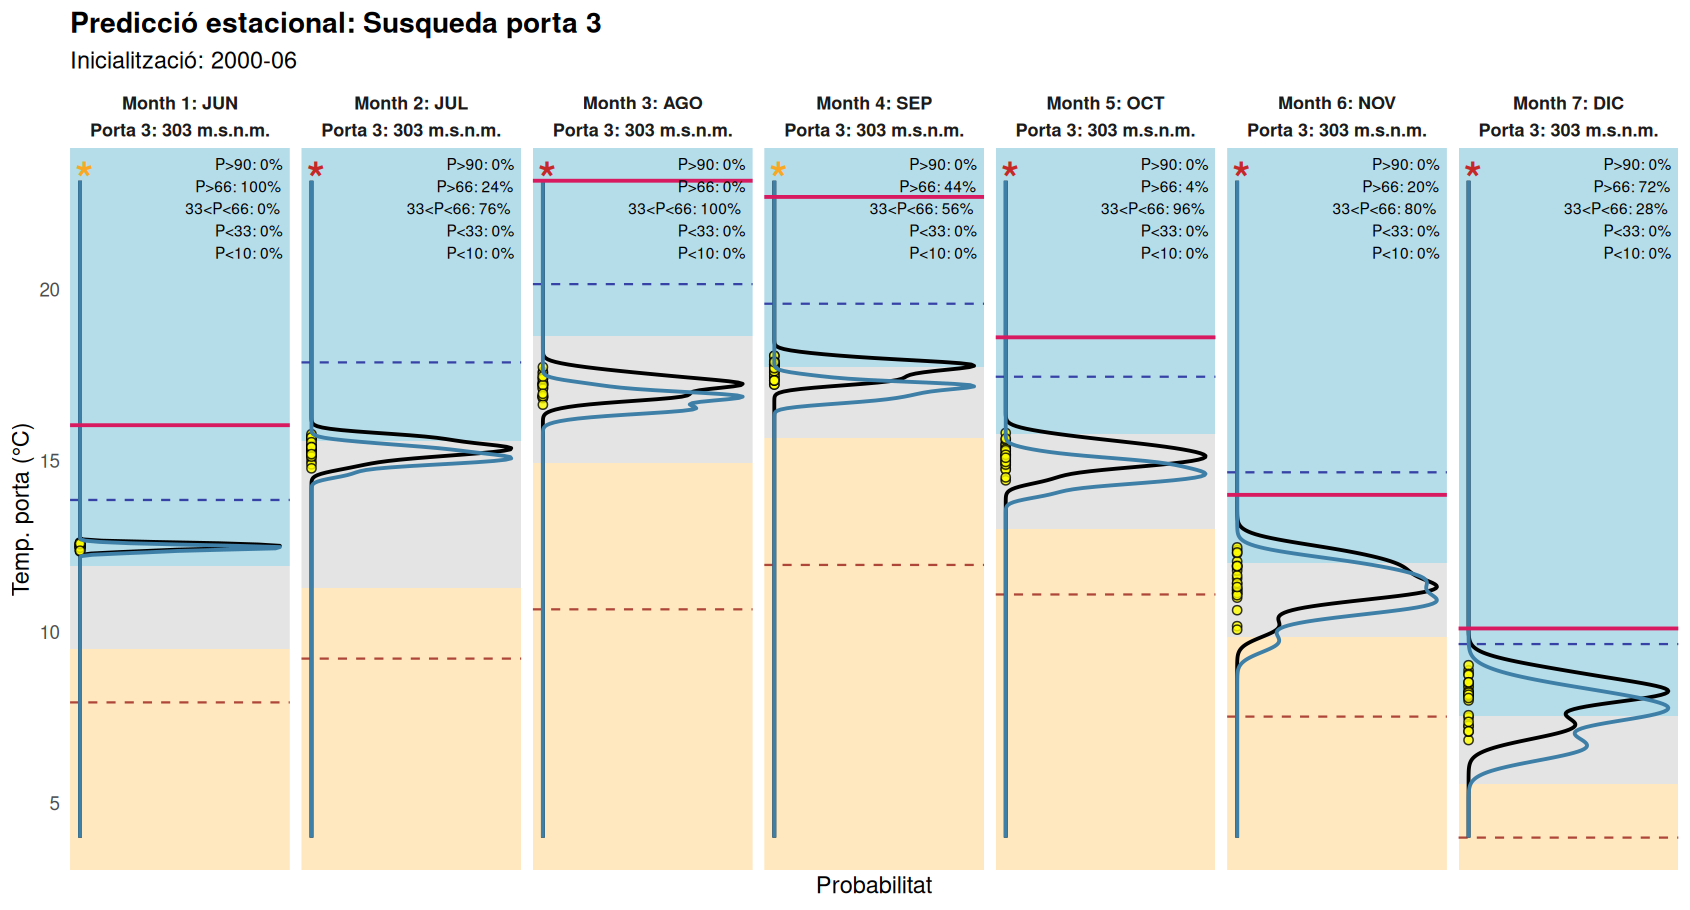 Predicció estacional: Susqueda porta 3
Inicialització: 2000-06
Month 1: JUN
Porta 3: 303 m.s.n.m.
Month 2: JUL
Porta 3: 303 m.s.n.m.
Month 3: AGO
Porta 3: 303 m.s.n.m.
Month 4: SEP
Porta 3: 303 m.s.n.m.
Month 5: OCT
Porta 3: 303 m.s.n.m.
Month 6: NOV
Porta 3: 303 m.s.n.m.
Month 7: DIC
Porta 3: 303 m.s.n.m.
*
P>90: 0%
P>66: 100%
33<P<66: 0%
P<33: 0%
P<10: 0%
*
P>90: 0%
P>66: 24%
33<P<66: 76%
P<33: 0%
P<10: 0%
*
P>90: 0%
P>66: 0%
33<P<66: 100%
P<33: 0%
P<10: 0%
*
P>90: 0%
P>66: 44%
33<P<66: 56%
P<33: 0%
P<10: 0%
*
P>90: 0%
P>66: 4%
33<P<66: 96%
P<33: 0%
P<10: 0%
*
P>90: 0%
P>66: 20%
33<P<66: 80%
P<33: 0%
P<10: 0%
*
P>90: 0%
P>66: 72%
33<P<66: 28%
P<33: 0%
P<10: 0%
Temp. porta (°C)
20
15
10
5
Probabilitat